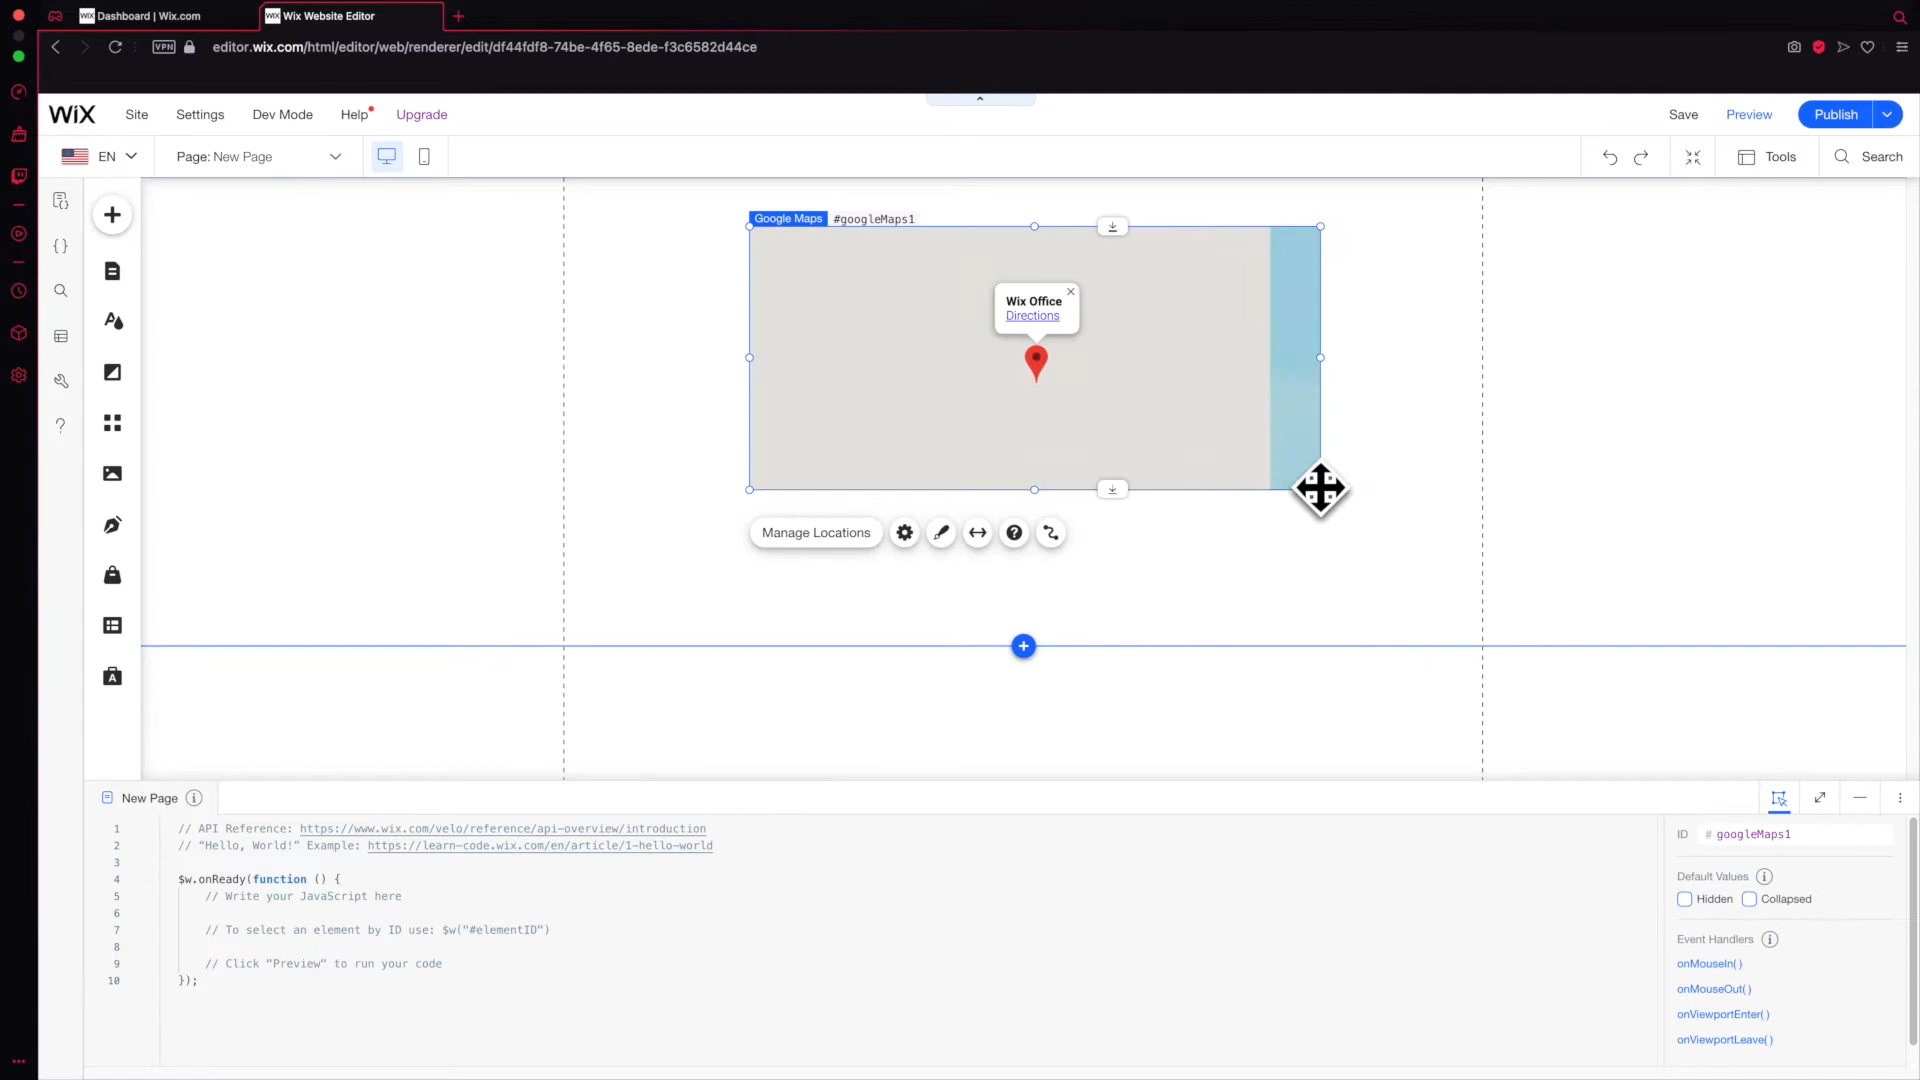 WIX Dashboard | Wix.com
WIX Wix Website Editor
VPN
editor.wix.com/html/editor/web/renderer/edit/df44fdf8-74be-4f65-8ede-f3c6582d44ce
WiX
Site
Settings
Dev Mode
Help
Upgrade
Save
Preview
Publish
EN
Page: New Page
Tools
Search
Google Maps #googleMaps1
Wix Office
Directions
Manage Locations
A
New Page
1 // API Reference: https://www.wix.com/velo/reference/api-overview/introduction
2 // “Hello, World!” Example: https://learn-code.wix.com/en/article/1-hello-world
3
4 $w.onReady(function () {
5 // Write your JavaScript here
6
7 // To select an element by ID use: $w("#elementID")
8
9 // Click "Preview" to run your code
10 });
ID # googleMaps1
Default Values
Hidden
Collapsed
Event Handlers
onMouseIn()
onMouseOut()
onViewportEnter()
onViewportLeave()